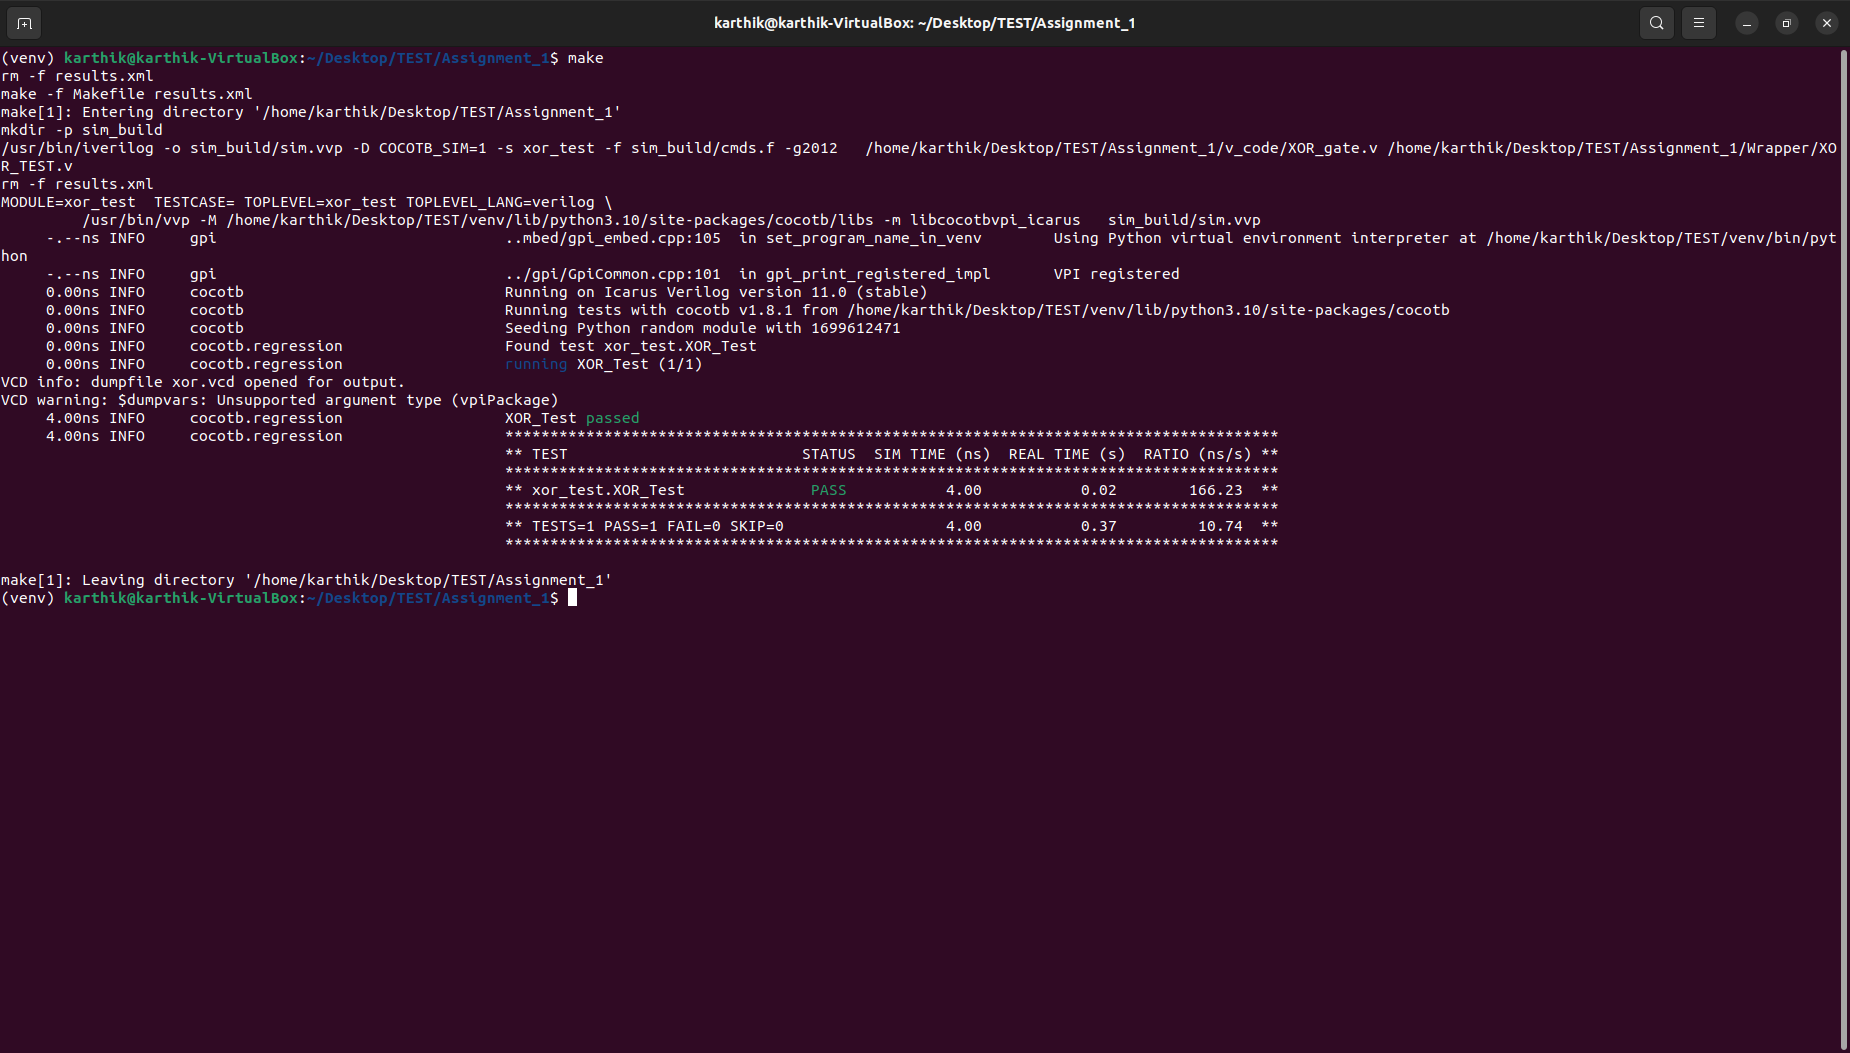 karthik@karthik-VirtualBox: ~/Desktop/TEST/Assignment_1
(venv) karthik@karthik-VirtualBox:~/Desktop/TEST/Assignment_1$ make
rm -f results.xml
make -f Makefile results.xml
make[1]: Entering directory '/home/karthik/Desktop/TEST/Assignment_1'
mkdir -p sim_build
/usr/bin/iverilog -o sim_build/sim.vvp -D COCOTB_SIM=1 -s xor_test -f sim_build/cmds.f -g2012   /home/karthik/Desktop/TEST/Assignment_1/v_code/XOR_gate.v /home/karthik/Desktop/TEST/Assignment_1/Wrapper/XO
R_TEST.v
rm -f results.xml
MODULE=xor_test  TESTCASE= TOPLEVEL=xor_test TOPLEVEL_LANG=verilog \
         /usr/bin/vvp -M /home/karthik/Desktop/TEST/venv/lib/python3.10/site-packages/cocotb/libs -m libcocotbvpi_icarus   sim_build/sim.vvp
     -.--ns INFO     gpi                                ..mbed/gpi_embed.cpp:105  in set_program_name_in_venv        Using Python virtual environment interpreter at /home/karthik/Desktop/TEST/venv/bin/pyt
hon
     -.--ns INFO     gpi                                ../gpi/GpiCommon.cpp:101  in gpi_print_registered_impl       VPI registered
     0.00ns INFO     cocotb                             Running on Icarus Verilog version 11.0 (stable)
     0.00ns INFO     cocotb                             Running tests with cocotb v1.8.1 from /home/karthik/Desktop/TEST/venv/lib/python3.10/site-packages/cocotb
     0.00ns INFO     cocotb                             Seeding Python random module with 1699612471
     0.00ns INFO     cocotb.regression                  Found test xor_test.XOR_Test
     0.00ns INFO     cocotb.regression                  running XOR_Test (1/1)
VCD info: dumpfile xor.vcd opened for output.
VCD warning: $dumpvars: Unsupported argument type (vpiPackage)
     4.00ns INFO     cocotb.regression                  XOR_Test passed
     4.00ns INFO     cocotb.regression                  **************************************************************************************
                                                        ** TEST                          STATUS  SIM TIME (ns)  REAL TIME (s)  RATIO (ns/s) **
                                                        **************************************************************************************
                                                        ** xor_test.XOR_Test              PASS           4.00           0.02        166.23  **
                                                        **************************************************************************************
                                                        ** TESTS=1 PASS=1 FAIL=0 SKIP=0                  4.00           0.37         10.74  **
                                                        **************************************************************************************
make[1]: Leaving directory '/home/karthik/Desktop/TEST/Assignment_1'
(venv) karthik@karthik-VirtualBox:~/Desktop/TEST/Assignment_1$